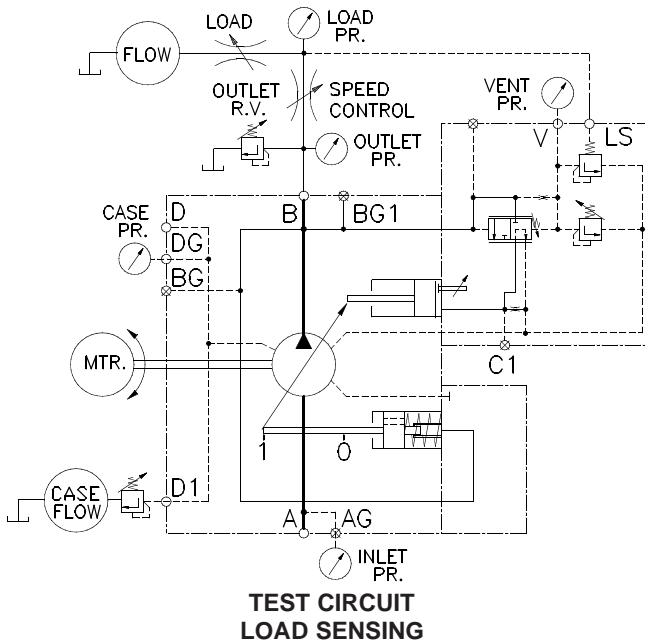 LOAD
LOAD
PR.
FLOW
OUTLET
R.V.
SPEED
CONTROL
VENT
PR.
OUTLET
PR.
V
LS
CASE
PR.
D
B
BG1
DG
BG
MTR.
C1
1
0
CASE
FLOW
D1
A
AG
INLET
PR.
TEST CIRCUIT
LOAD SENSING